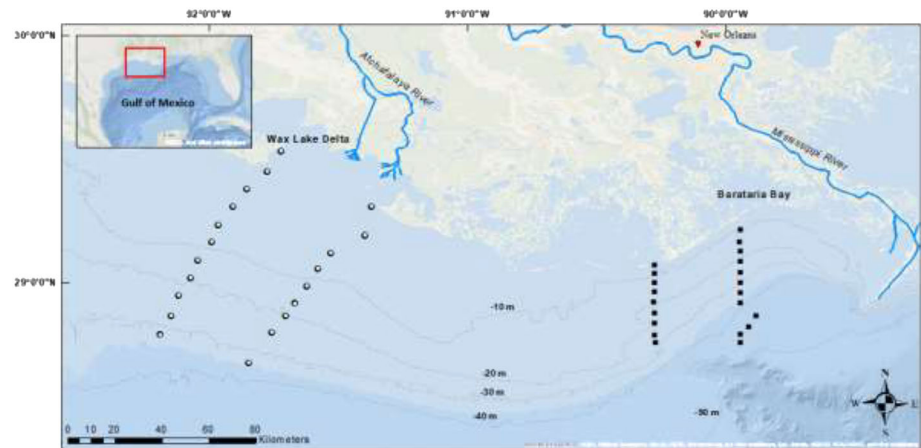 92°0'0"W 91°0'0"W 90°0'0"W
30°0'0"N
New Orleans
Atchafalaya River
Gulf of Mexico
Wax Lake Delta
Mississippi River
Barataria Bay
29°0'0"N
-10 m
-20 m
-30 m
-40 m
-50 m
N
W E
S
0 5 10 20 40 60 80
Kilometers